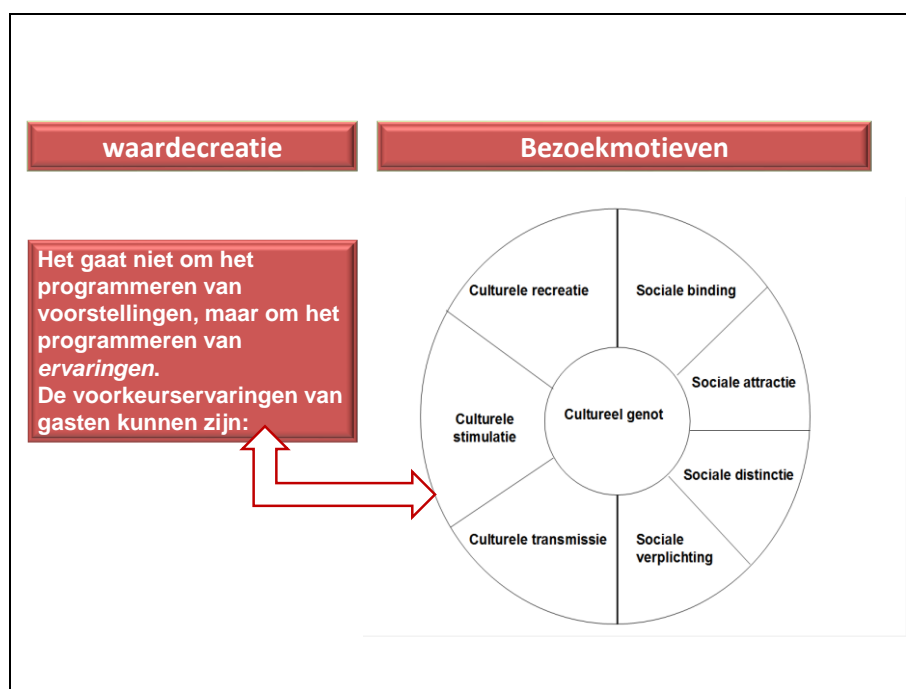 waardecreatie
Bezoekmotieven
Het gaat niet om het
programmeren van
voorstellingen, maar om het
programmeren van
ervaringen.
De voorkeurservaringen van
gasten kunnen zijn:
Culturele recreatie
Sociale binding
Sociale attractie
Culturele
stimulatie
Cultureel genot
Sociale distinctie
Culturele transmissie
Sociale
verplichting